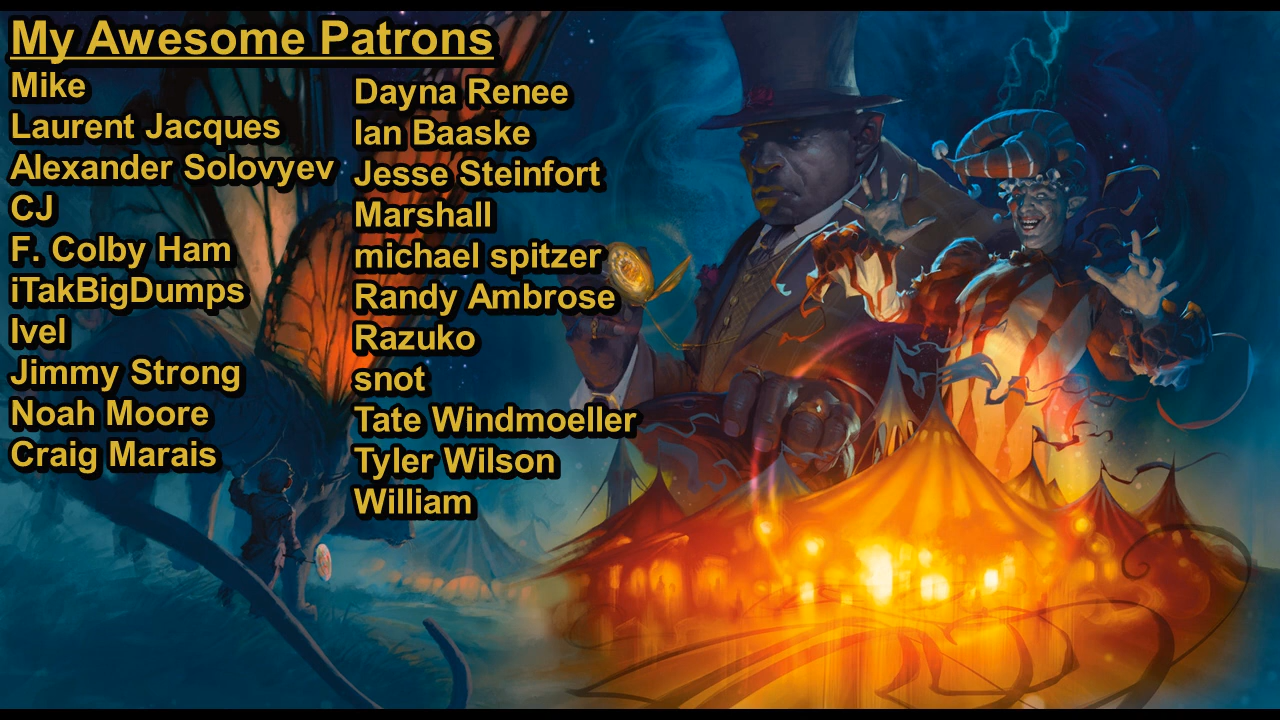 My Awesome Patrons
Mike
Laurent Jacques
Alexander Solovyev
CJ
F. Colby Ham
iTakBigDumps
Ivel
Jimmy Strong
Noah Moore
Craig Marais
Dayna Renee
Ian Baaske
Jesse Steinfort
Marshall
michael spitzer
Randy Ambrose
Razuko
snot
Tate Windmoeller
Tyler Wilson
William